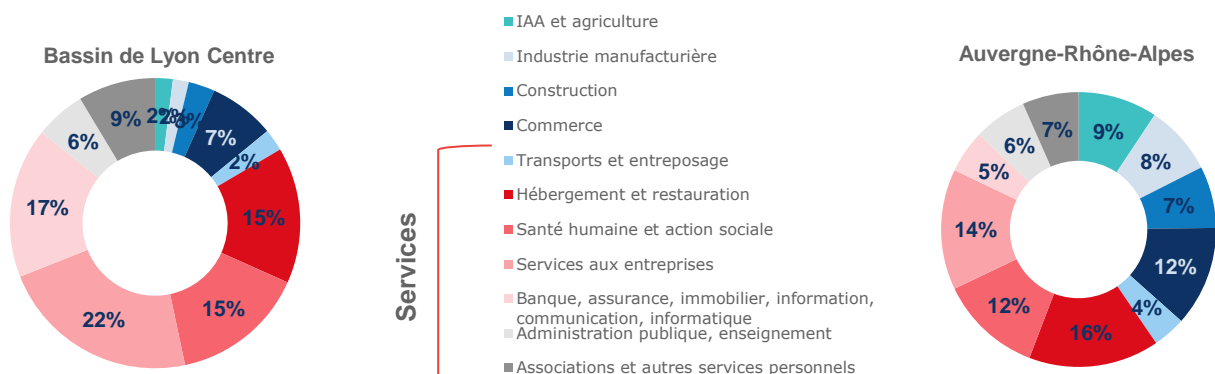 Bassin de Lyon Centre
2%
2%
3%
7%
2%
15%
15%
22%
17%
6%
9%
Services
IAA et agriculture
Industrie manufacturière
Construction
Commerce
Transports et entreposage
Hébergement et restauration
Santé humaine et action sociale
Services aux entreprises
Banque, assurance, immobilier, information,
communication, informatique
Administration publique, enseignement
Associations et autres services personnels
Auvergne-Rhône-Alpes
9%
8%
7%
12%
4%
16%
12%
14%
5%
6%
7%